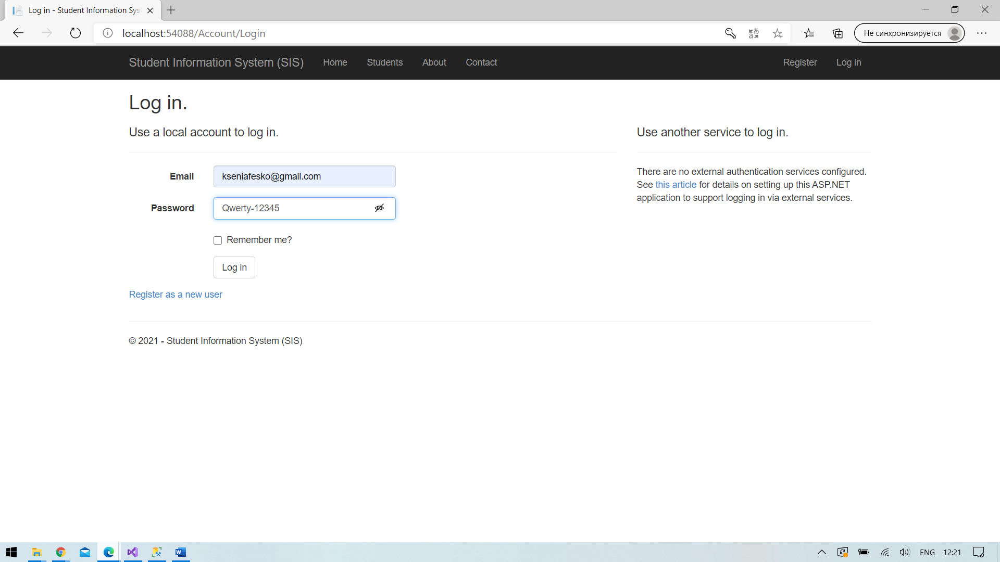 Log in - Student Information Sys
localhost:54088/Account/Login
Не синхронизируется
Student Information System (SIS) Home Students About Contact Register Log in
Log in.
Use a local account to log in.
Email kseniafesko@gmail.com
Password Qwerty-12345
Remember me?
Log in
Register as a new user
Use another service to log in.
There are no external authentication services configured.
See this article for details on setting up this ASP.NET
application to support logging in via external services.
© 2021 - Student Information System (SIS)
ENG 12:21